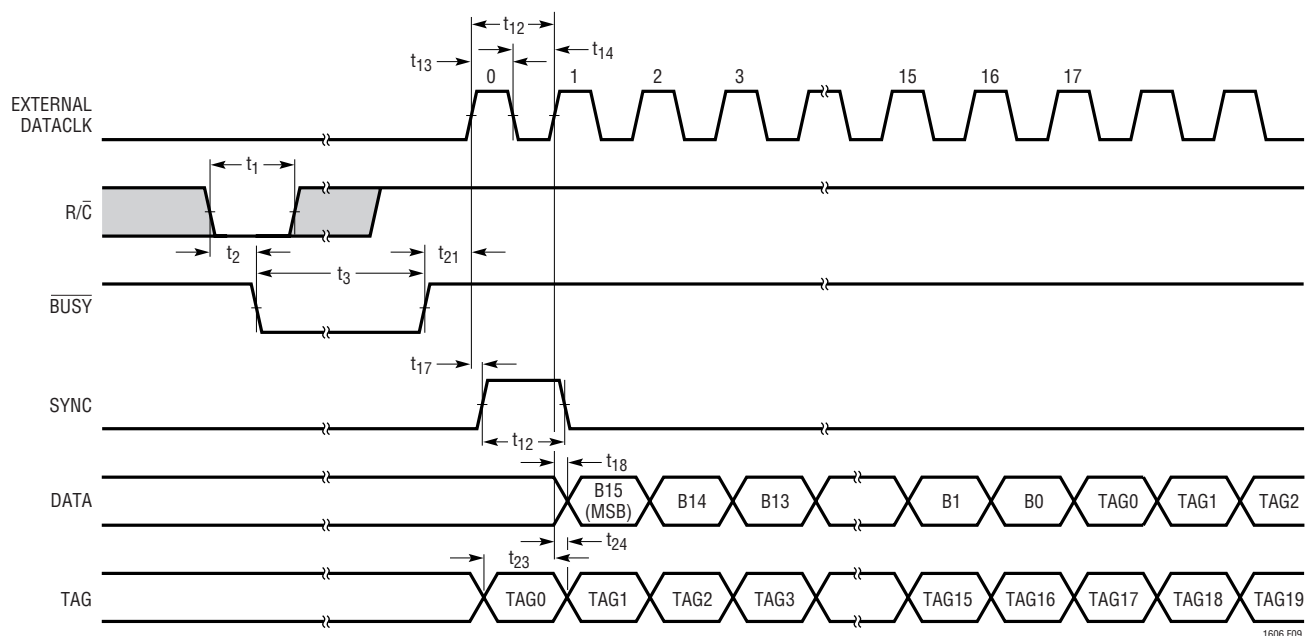 t12
t13
t14
0 1 2 3 15 16 17
EXTERNAL
DATACLK
t1
R/C̅
t2
t21
t3
B̅U̅S̅Y̅
t17
SYNC
t12
t18
DATA
B15
(MSB)
B14 B13 B1 B0 TAG0 TAG1 TAG2
t24
t23
TAG
TAG0 TAG1 TAG2 TAG3 TAG15 TAG16 TAG17 TAG18 TAG19
1606 F09